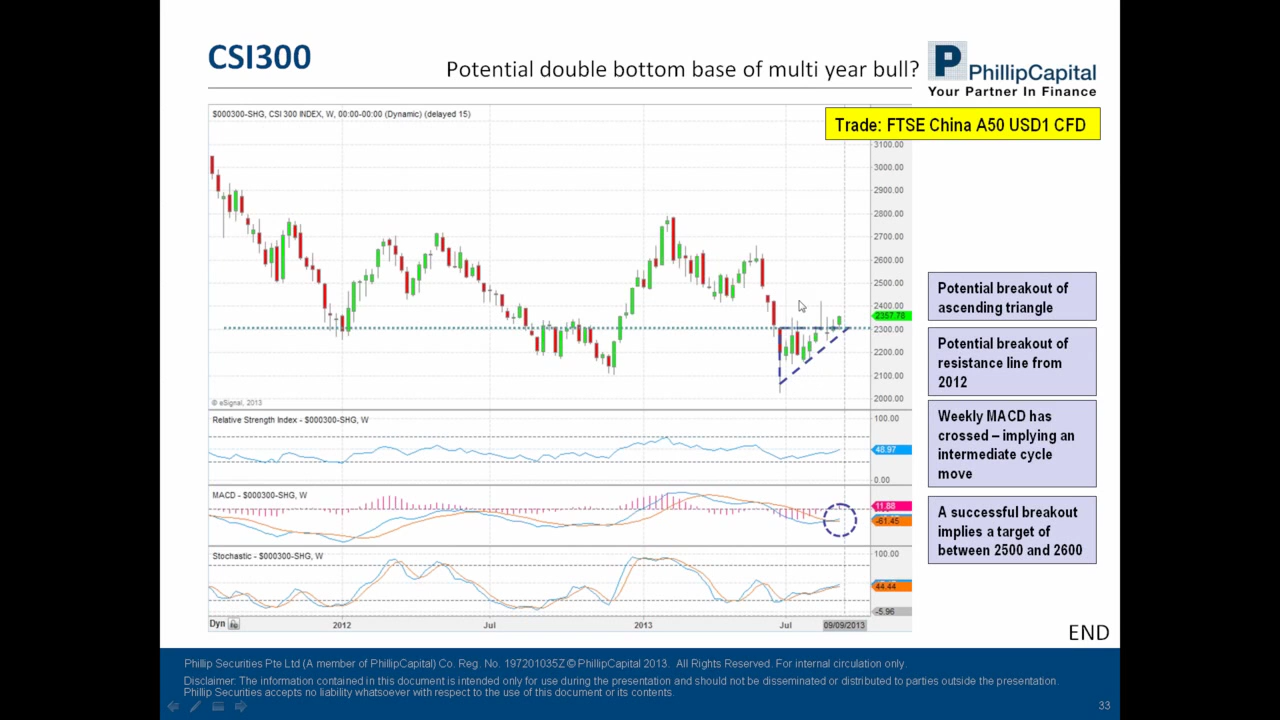 CSI300
Potential double bottom base of multi year bull?
P
PhillipCapital
Your Partner In Finance
Trade: FTSE China A50 USD1 CFD
$000300-SHG, CSI 300 INDEX, W, 00:00-00:00 (Dynamic) (delayed 15)
3100.00
3000.00
2900.00
2800.00
2700.00
2600.00
2500.00
2400.00
2357.78
2300.00
2200.00
2100.00
2000.00
© eSignal, 2013
Potential breakout of
ascending triangle
Potential breakout of
resistance line from
2012
Weekly MACD has
crossed – implying an
intermediate cycle
move
A successful breakout
implies a target of
between 2500 and 2600
Relative Strength Index - $000300-SHG, W
100.00
48.97
0.00
MACD - $000300-SHG, W
11.88
-61.45
Stochastic - $000300-SHG, W
100.00
44.44
-5.96
Dyn
2012
Jul
2013
Jul
09/09/2013
END
Phillip Securities Pte Ltd (A member of PhillipCapital) Co. Reg. No. 197201035Z © PhillipCapital 2013. All Rights Reserved. For internal circulation only.
Disclaimer: The information contained in this document is intended only for use during the presentation and should not be disseminated or distributed to parties outside the presentation.
Phillip Securities accepts no liability whatsoever with respect to the use of this document or its contents.
33